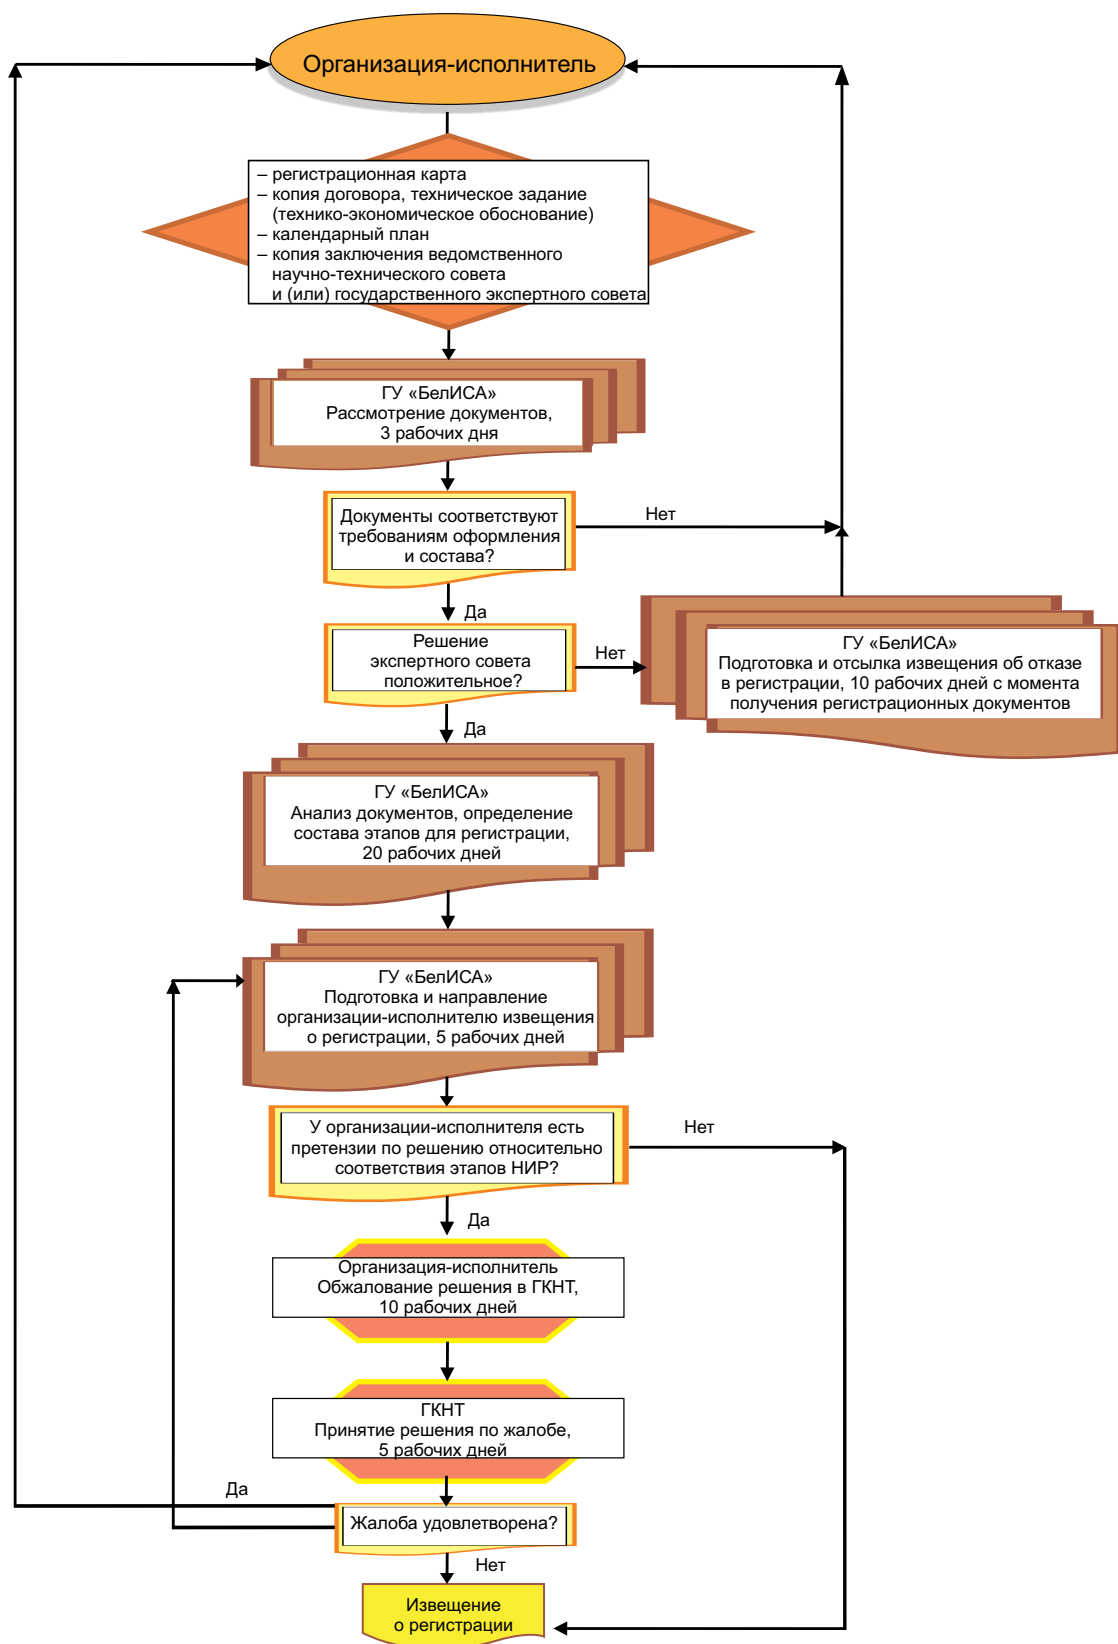 Организация-исполнитель
– регистрационная карта
– копия договора, техническое задание
(технико-экономическое обоснование)
– календарный план
– копия заключения ведомственного
научно-технического совета
и (или) государственного экспертного совета
ГУ «БелИСА»
Рассмотрение документов,
3 рабочих дня
Документы соответствуют
требованиям оформления
и состава?
Нет
Да
Решение
экспертного совета
положительное?
Нет
ГУ «БелИСА»
Подготовка и отсылка извещения об отказе
в регистрации, 10 рабочих дней с момента
получения регистрационных документов
Да
ГУ «БелИСА»
Анализ документов, определение
состава этапов для регистрации,
20 рабочих дней
ГУ «БелИСА»
Подготовка и направление
организации-исполнителю извещения
о регистрации, 5 рабочих дней
У организации-исполнителя есть
претензии по решению относительно
соответствия этапов НИР?
Нет
Да
Организация-исполнитель
Обжалование решения в ГКНТ,
10 рабочих дней
ГКНТ
Принятие решения по жалобе,
5 рабочих дней
Да
Жалоба удовлетворена?
Нет
Извещение
о регистрации